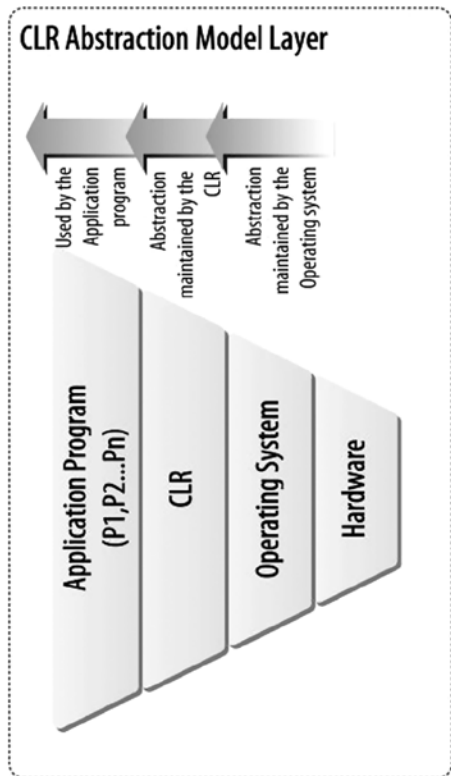 CLR Abstraction Model Layer
Used by the
Application
program
Abstraction
maintained by the
CLR
Abstraction
maintained by the
Operating system
Application Program
(P1,P2...Pn)
CLR
Operating System
Hardware